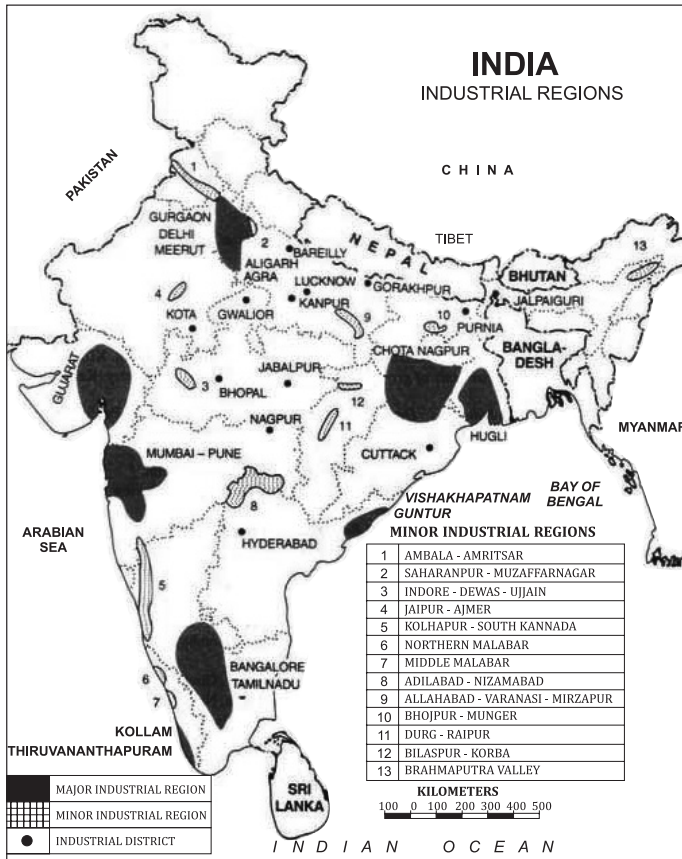 INDIA
INDUSTRIAL REGIONS
PAKISTAN
CHINA
1
GURGAON
DELHI
MEERUT
2
BAREILLY
NEPAL
TIBET
13
ALIGARH
AGRA
LUCKNOW
BHUTAN
4
GORAKHPUR
JALPAIGURI
KANPUR
KOTA
GWALIOR
9
10
PURNIA
CHOTA NAGPUR
BANGLA-
DESH
GUJARAT
JABALPUR
3
BHOPAL
12
NAGPUR
11
HUGLI
MYANMAR
MUMBAI – PUNE
CUTTACK
8
VISHAKHAPATNAM
GUNTUR
BAY OF
BENGAL
ARABIAN
SEA
HYDERABAD
MINOR INDUSTRIAL REGIONS
1 AMBALA - AMRITSAR
2 SAHARANPUR - MUZAFFARNAGAR
3 INDORE - DEWAS - UJJAIN
4 JAIPUR - AJMER
5 KOLHAPUR - SOUTH KANNADA
6 NORTHERN MALABAR
7 MIDDLE MALABAR
8 ADILABAD - NIZAMABAD
9 ALLAHABAD - VARANASI - MIRZAPUR
10 BHOJPUR - MUNGER
11 DURG - RAIPUR
12 BILASPUR - KORBA
13 BRAHMAPUTRA VALLEY
5
BANGALORE
TAMILNADU
6
7
KOLLAM
THIRUVANANTHAPURAM
SRI
LANKA
MAJOR INDUSTRIAL REGION
MINOR INDUSTRIAL REGION
INDUSTRIAL DISTRICT
KILOMETERS
100 0 100 200 300 400 500
INDIAN OCEAN